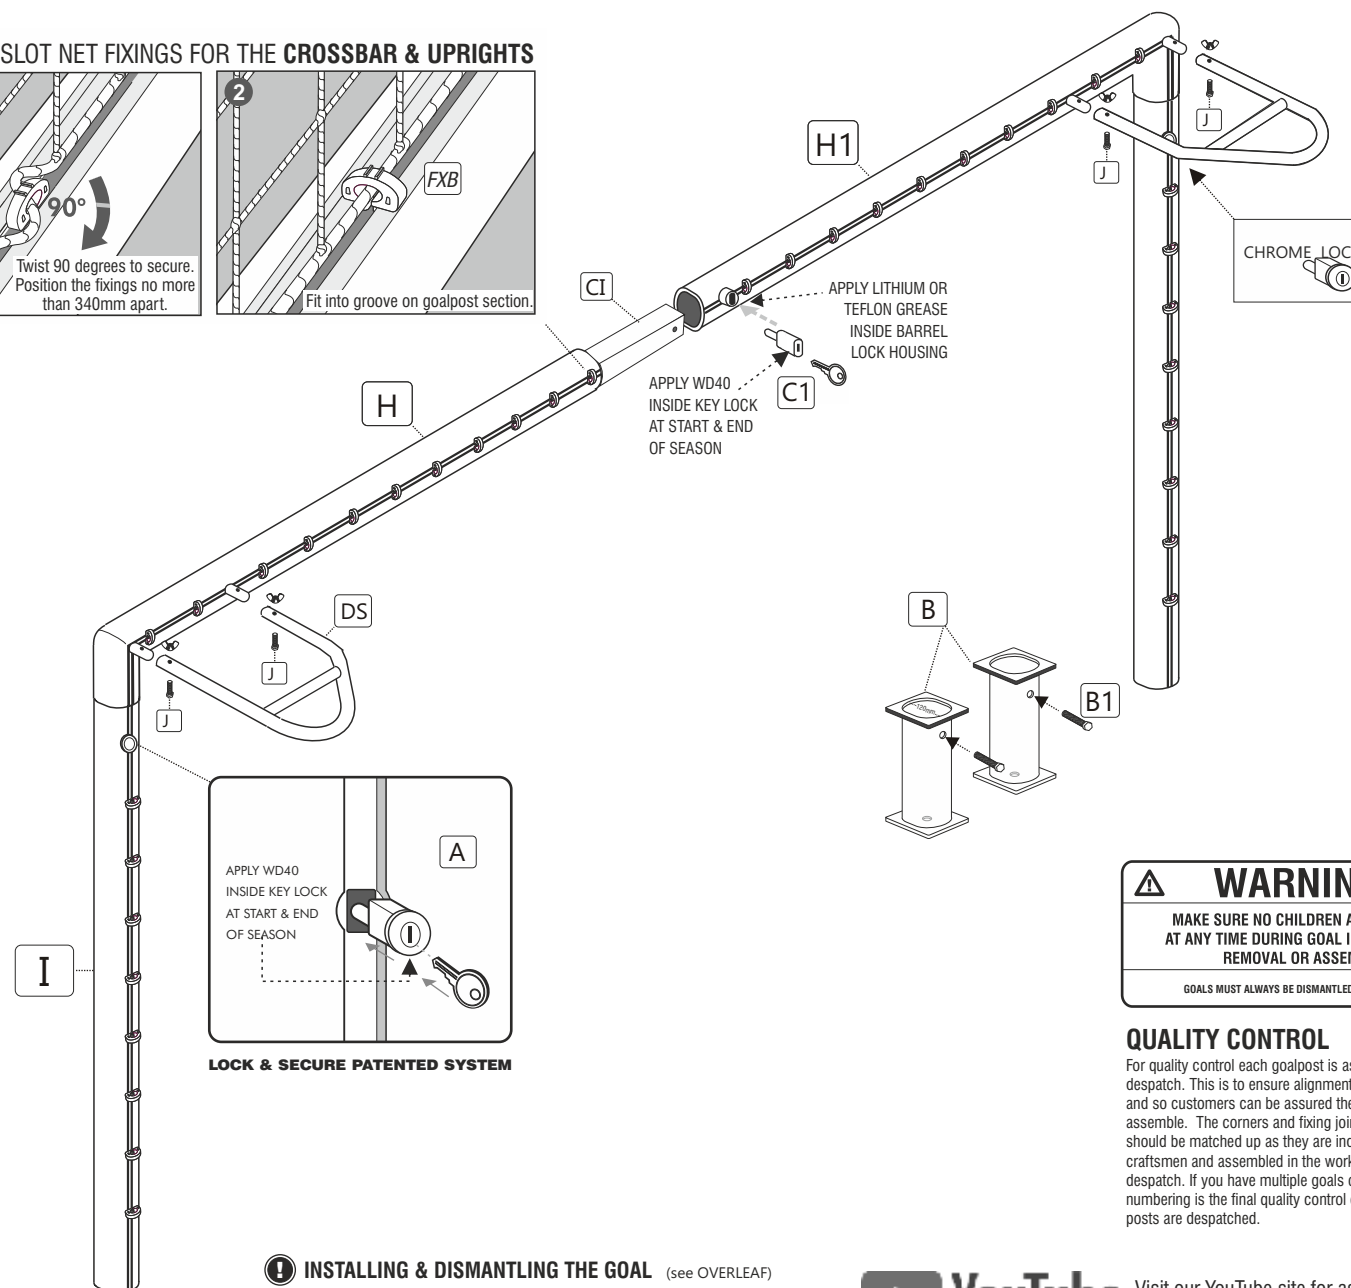 SLOT NET FIXINGS FOR THE CROSSBAR & UPRIGHTS
90°
Twist 90 degrees to secure.
Position the fixings no more
than 340mm apart.
2
FXB
Fit into groove on goalpost section.
CI
H1
J
J
CHROME
APPLY LITHIUM OR
TEFLON GREASE
INSIDE BARREL
LOCK HOUSING
APPLY WD40
INSIDE KEY LOCK
AT START & END
OF SEASON
C1
H
DS
J
J
B
120mm
B1
A
APPLY WD40
INSIDE KEY LOCK
AT START & END
OF SEASON
LOCK & SECURE PATENTED SYSTEM
I
MAKE SURE NO CHILDREN
AT ANY TIME DURING GOAL
REMOVAL OR
GOALS MUST ALWAYS BE DISMANTLED
QUALITY CONTROL
For quality control each goalpost is
despatch. This is to ensure alignment
and so customers can be assured
assemble. The corners and fixing
should be matched up as they are
craftsmen and assembled in the
despatch. If you have multiple goals
numbering is the final quality control
posts are despatched.
! INSTALLING & DISMANTLING THE GOAL (see OVERLEAF)
YouTube
Visit our YouTube site for